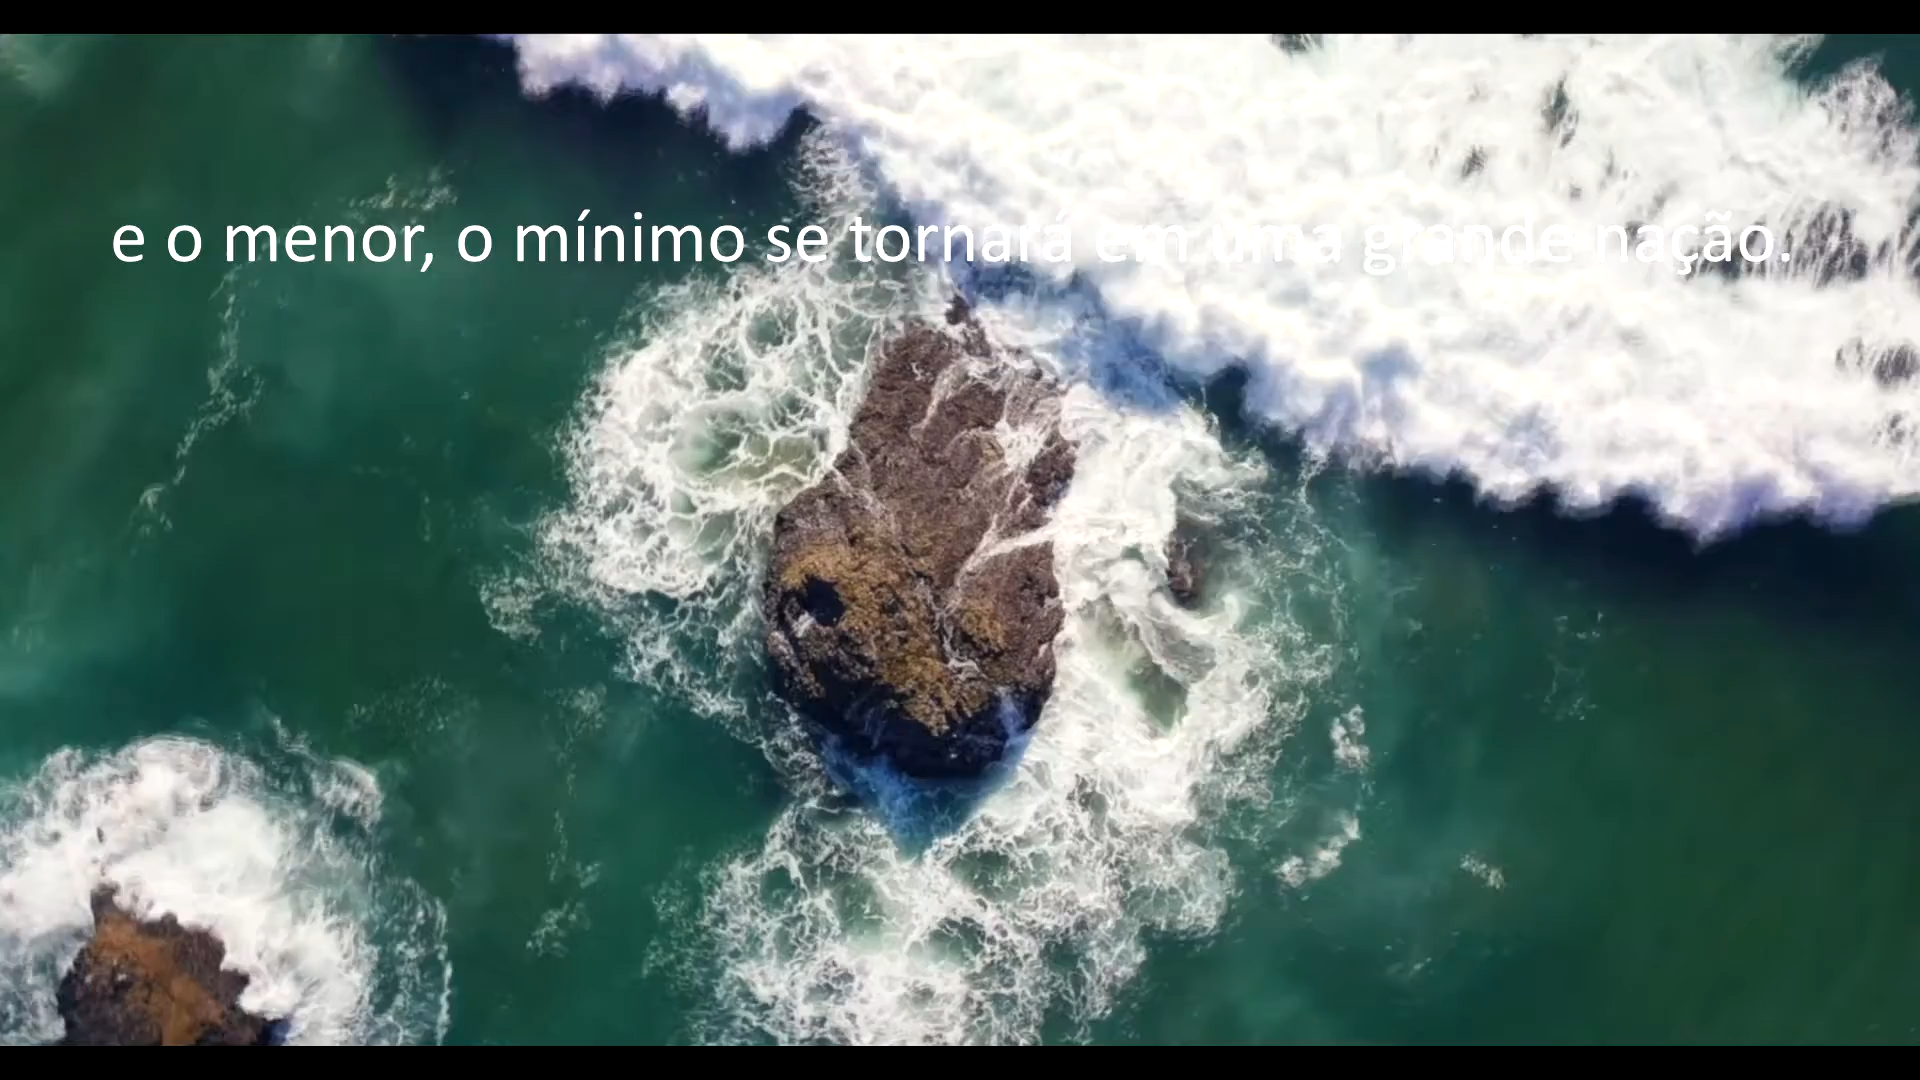 e o menor, o mínimo se tornará em uma grande nação.